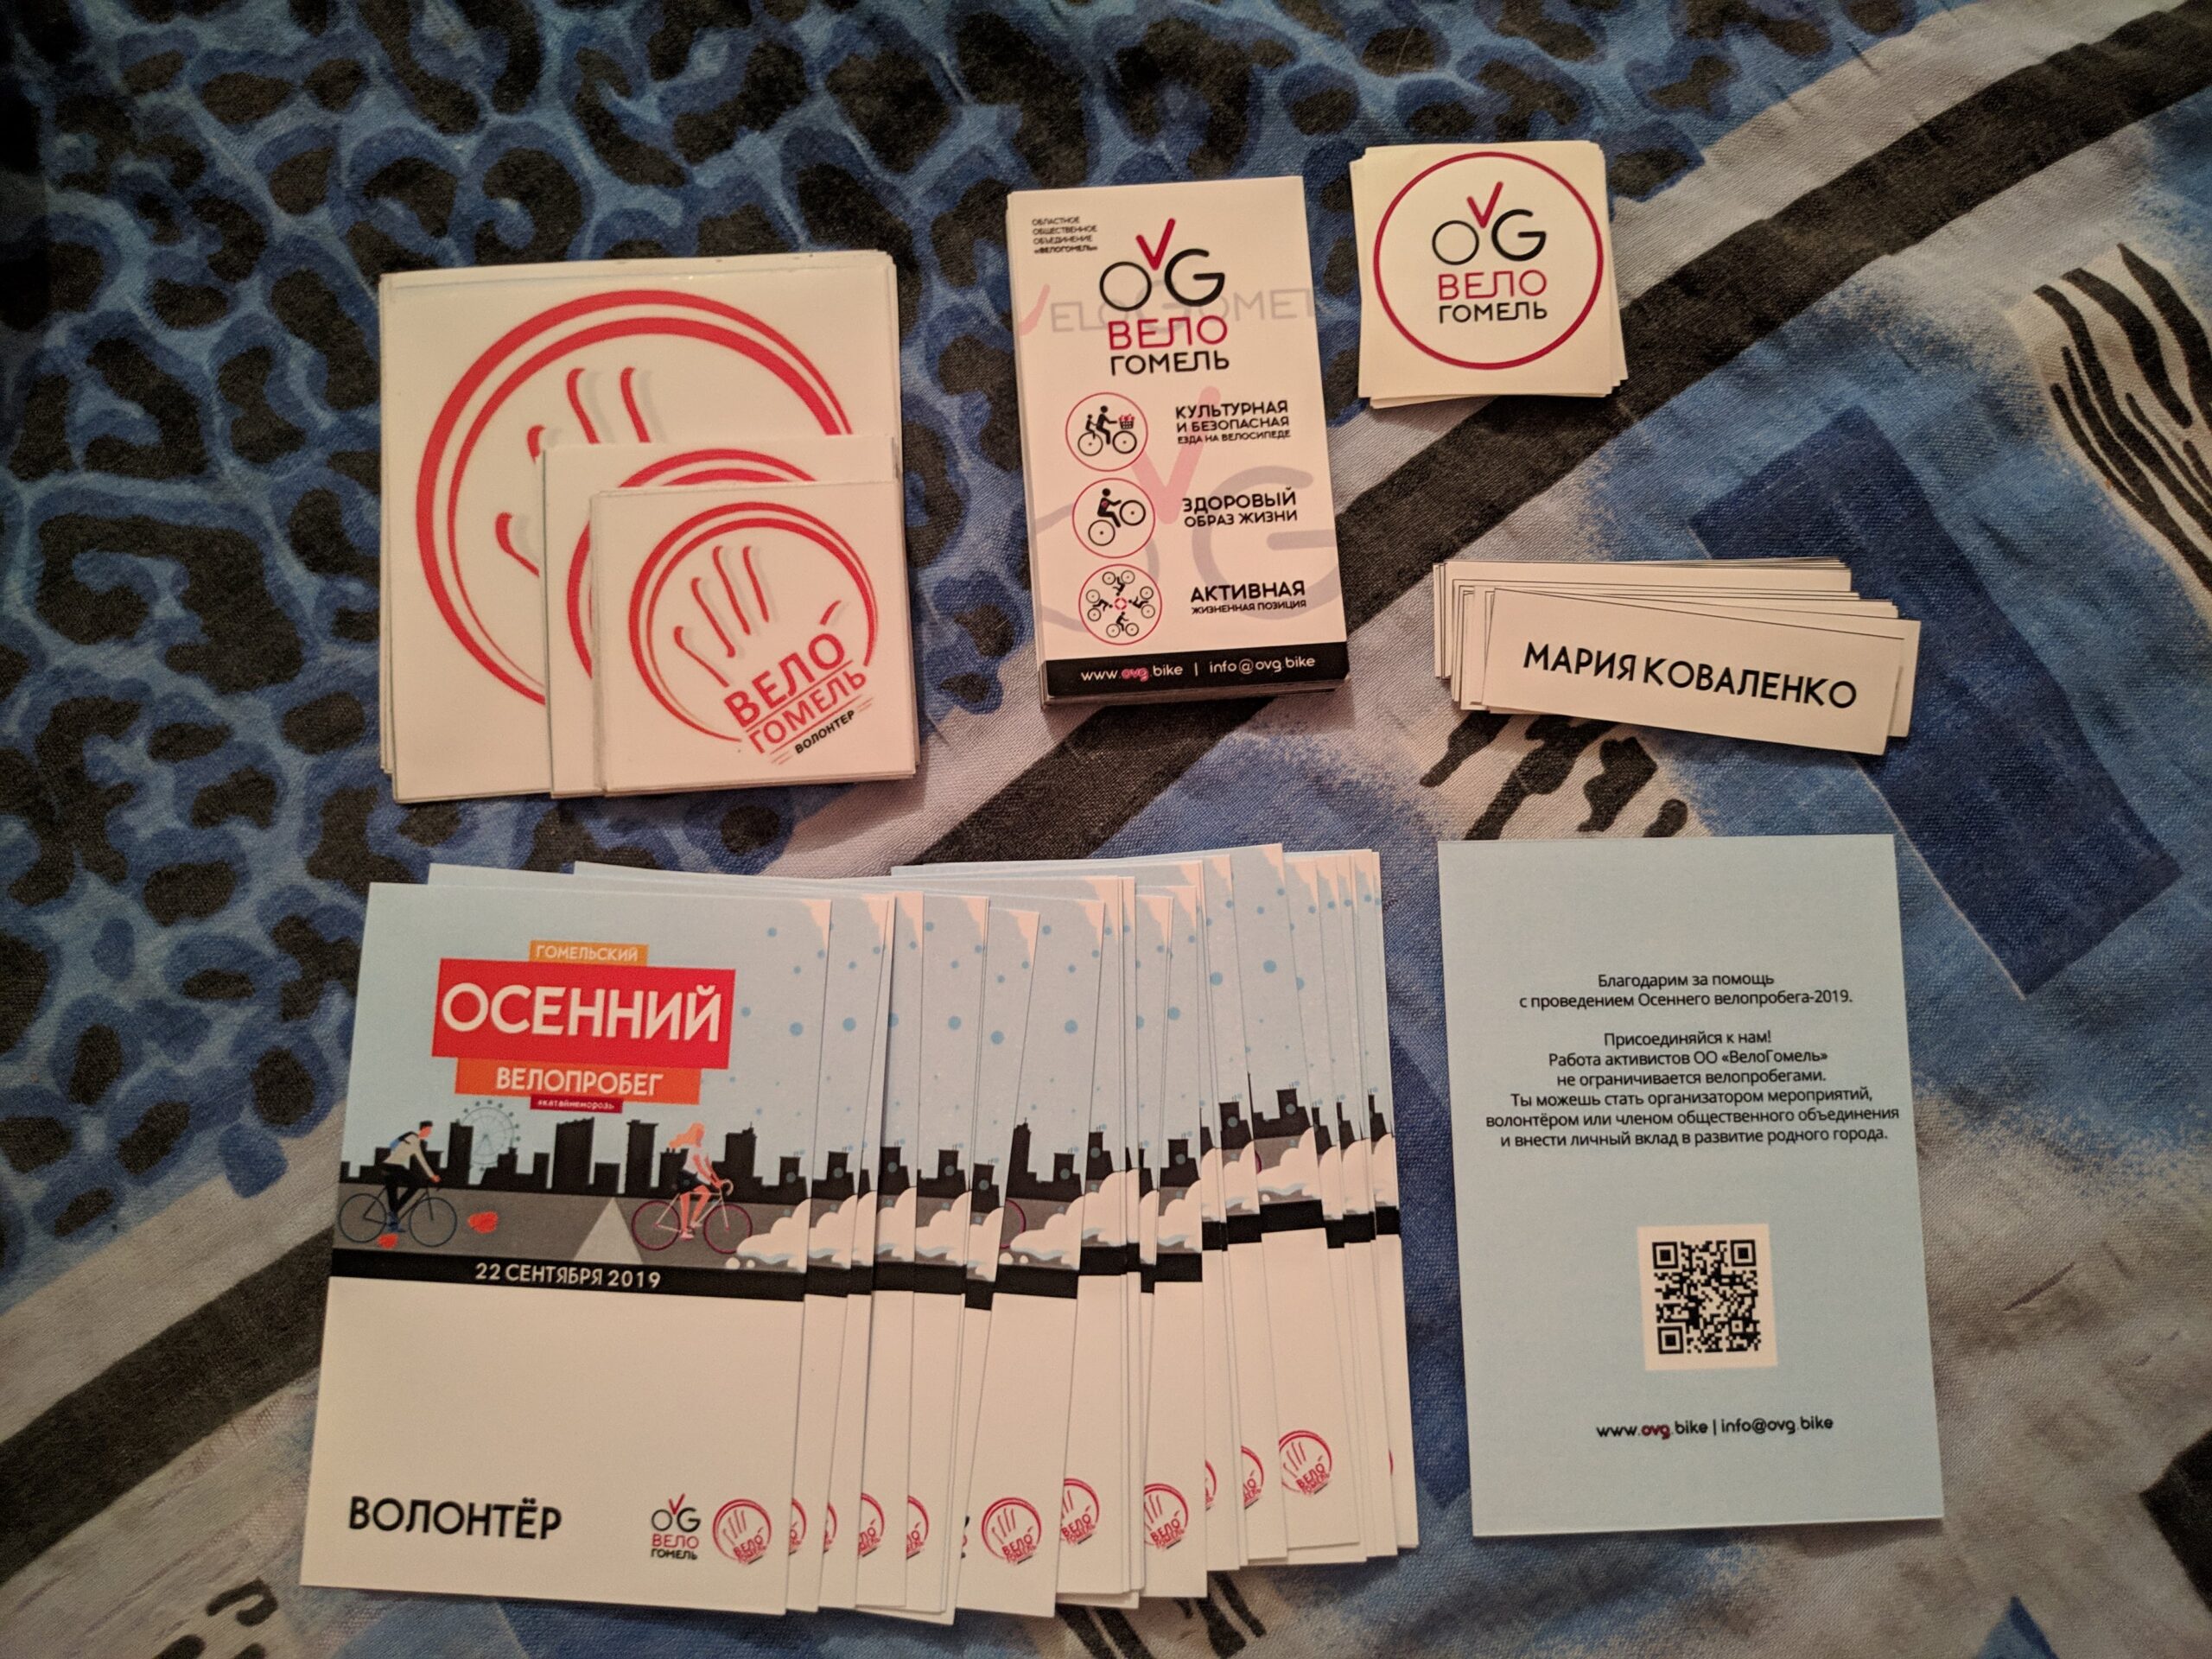 ВЕЛО
ГОМЕЛЬ
ВОЛОНТЕР
ОБЛАСТНОЕ
ОБЩЕСТВЕННОЕ
ОБЪЕДИНЕНИЕ
«ВЕЛОГОМЕЛЬ»
OVG
VELOGOMEL
ВЕЛО
ГОМЕЛЬ
КУЛЬТУРНАЯ
И БЕЗОПАСНАЯ
ЕЗДА НА ВЕЛОСИПЕДЕ
ЗДОРОВЫЙ
ОБРАЗ ЖИЗНИ
АКТИВНАЯ
ЖИЗНЕННАЯ ПОЗИЦИЯ
www.ovg.bike | info@ovg.bike
OVG
ВЕЛО
ГОМЕЛЬ
МАРИЯ КОВАЛЕНКО
ГОМЕЛЬСКИЙ
ОСЕННИЙ
ВЕЛОПРОБЕГ
#катайнеморозь
22 СЕНТЯБРЯ 2019
ВОЛОНТЁР
OVG
ВЕЛО
ГОМЕЛЬ
ВЕЛО
ГОМЕЛЬ
Благодарим за помощь
с проведением Осеннего велопробега-2019.
Присоединяйся к нам!
Работа активистов ОО «ВелоГомель»
не ограничивается велопробегами.
Ты можешь стать организатором мероприятий,
волонтёром или членом общественного объединения
и внести личный вклад в развитие родного города.
www.ovg.bike | info@ovg.bike